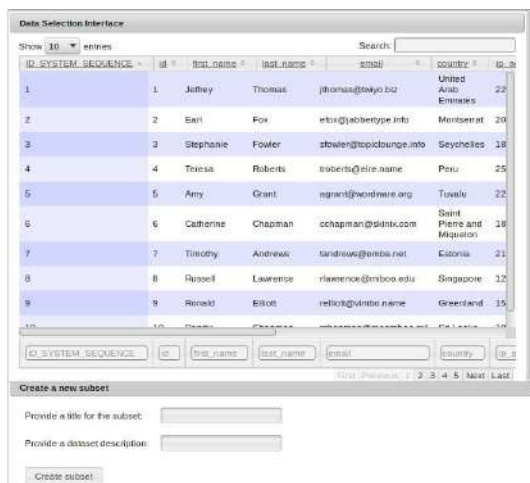 Data Selection Interface
Show 10 entries
Search:
ID_SYSTEM_SEQUENCE id first_name last_name email country
1 1 Jeffrey Thomas jthomas@twiyo.biz United Arab Emirates 22
2 2 Earl Fox efox@jabbertype.info Montserrat 20
3 3 Stephanie Fowler sfowler@topiclounge.info Seychelles 18
4 4 Teresa Roberts troberts@eire.name Peru 25
5 5 Amy Grant agrant@wordware.org Tuvalu 22
6 6 Catherine Chapman cchapman@skinix.com Saint Pierre and Miquelon 18
7 7 Timothy Andrews tandrews@omba.net Estonia 21
8 8 Russell Lawrence rlawrence@miboo.edu Singapore 12
9 9 Ronald Elliott relliott@vimbo.name Greenland 15
ID_SYSTEM_SEQUENCE id first_name last_name email country
First Previous 1 2 3 4 5 Next Last
Create a new subset
Provide a title for the subset:
Provide a dataset description:
Create subset